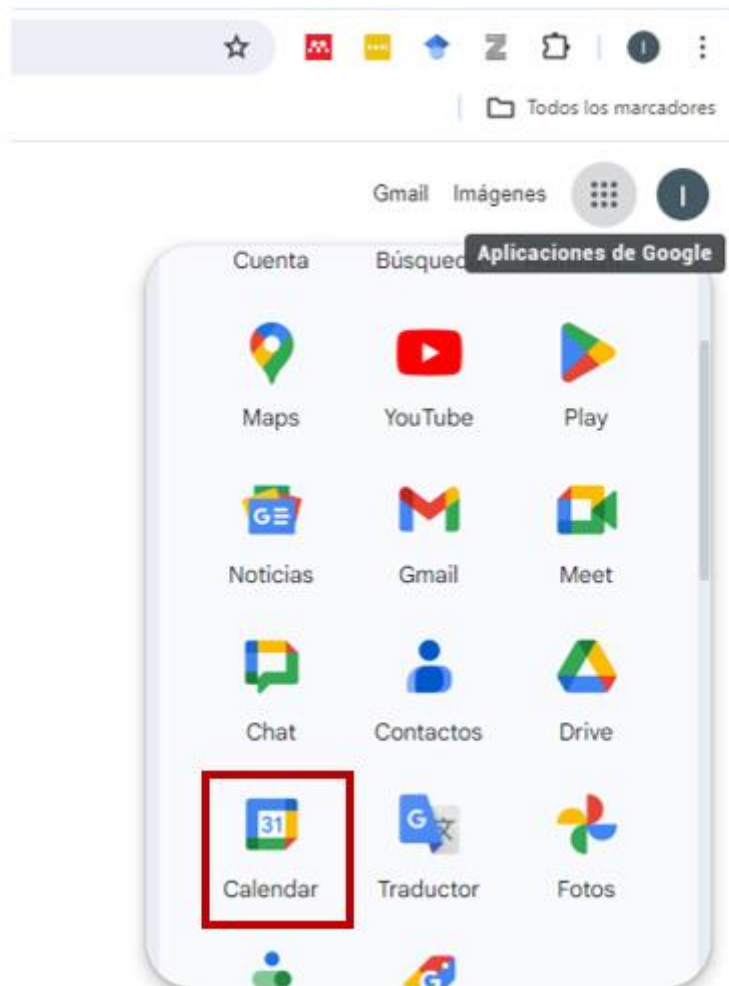 Todos los marcadores
Gmail Imágenes I
Aplicaciones de Google
Cuenta
Maps YouTube Play
Noticias Gmail Meet
Chat Contactos Drive
31 G
Calendar Traductor Fotos